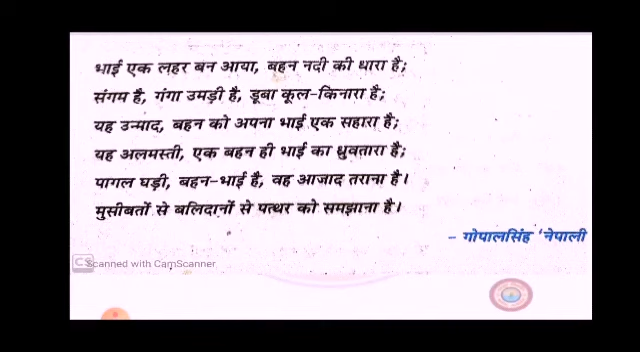 भाई एक लहर बन आया, बहन नदी की धारा है;
संगम है, गंगा उमड़ी है, डूबा कूल-किनारा है;
यह उन्माद, बहन को अपना भाई एक सहारा है;
यह अलमस्ती, एक बहन ही भाई का ध्रुवतारा है;
पागल घड़ी, बहन-भाई है, वह आजाद तराना है।
मुसीबतों से बलिदानों से पत्थर को समझाना है।
– गोपालसिंह 'नेपाली
CS Scanned with CamScanner